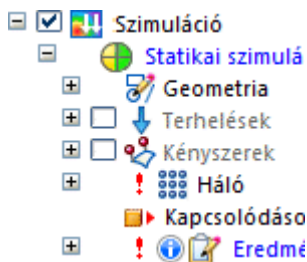 Szimuláció
Statikai szimulá
Geometria
Terhelések
Kényszerek
Háló
Kapcsolódáso
Eredmé